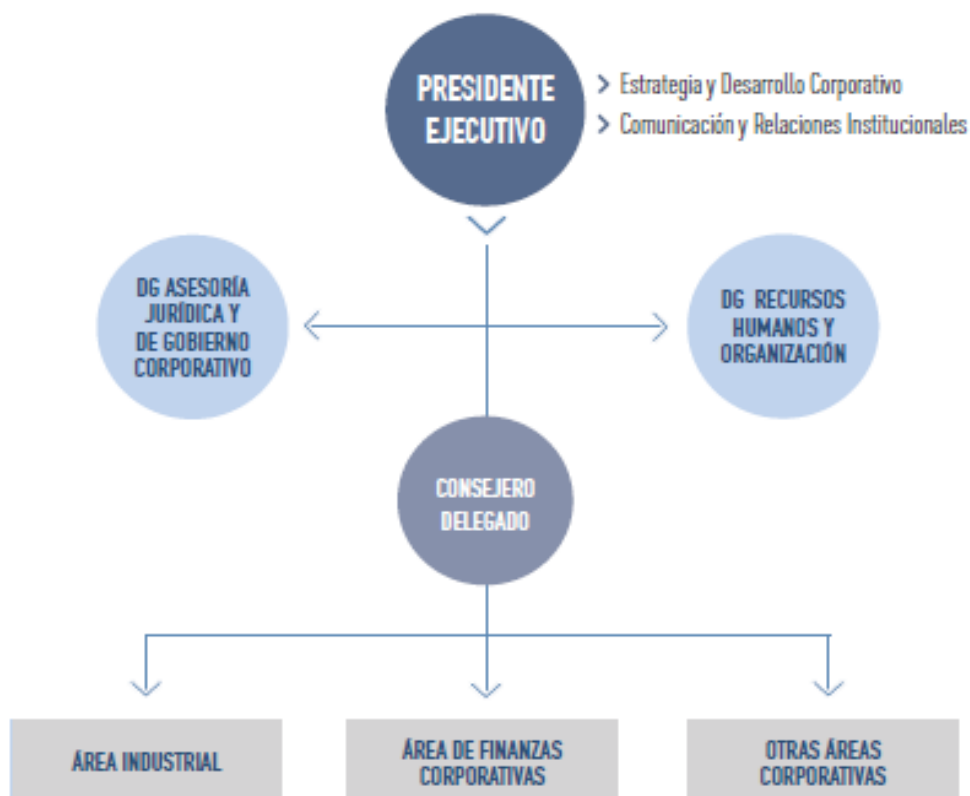 PRESIDENTE
EJECUTIVO
> Estrategia y Desarrollo Corporativo
> Comunicación y Relaciones Institucionales
DG ASESORÍA
JURÍDICA Y
DE GOBIERNO
CORPORATIVO
DG RECURSOS
HUMANOS Y
ORGANIZACIÓN
CONSEJERO
DELEGADO
ÁREA INDUSTRIAL
ÁREA DE FINANZAS
CORPORATIVAS
OTRAS ÁREAS
CORPORATIVAS